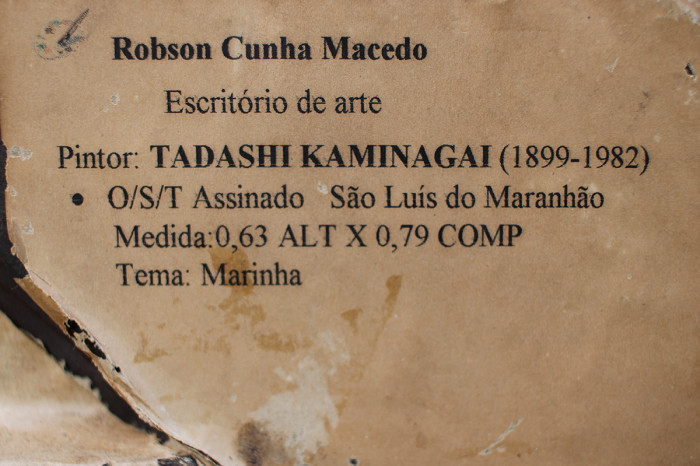 Robson Cunha Macedo
Escritório de arte
Pintor: TADASHI KAMINAGAI (1899-1982)
• O/S/T Assinado São Luís do Maranhão
Medida:0,63 ALT X 0,79 COMP
Tema: Marinha